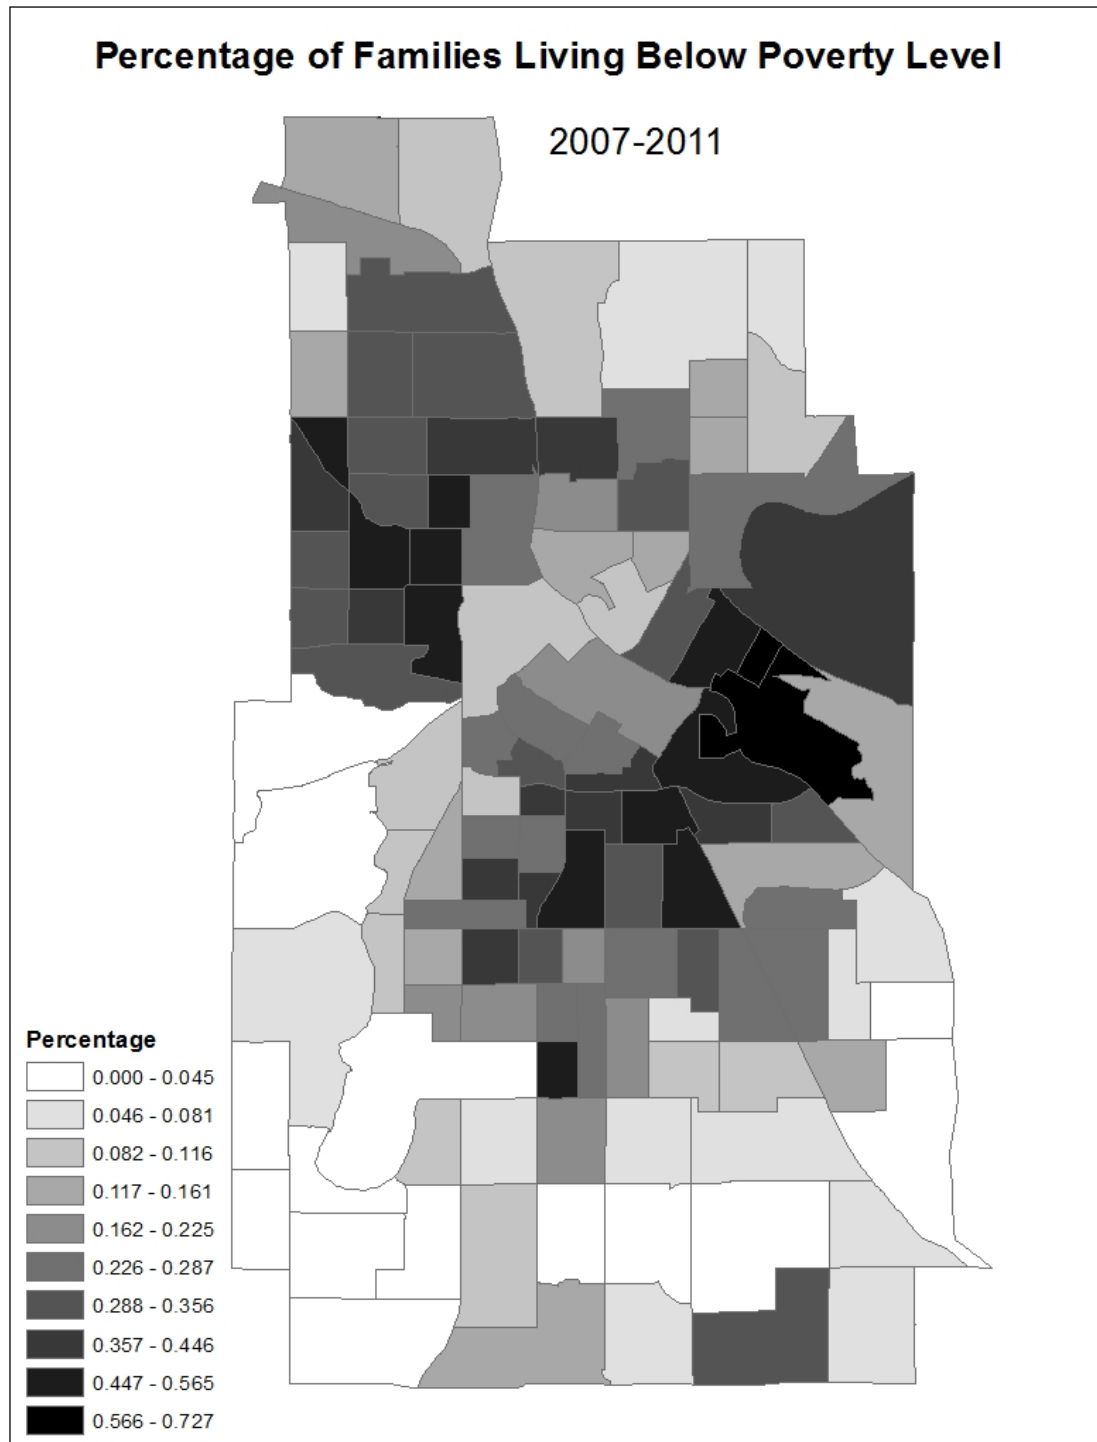 Percentage of Families Living Below Poverty Level
2007-2011
Percentage
0.000 - 0.045
0.046 - 0.081
0.082 - 0.116
0.117 - 0.161
0.162 - 0.225
0.226 - 0.287
0.288 - 0.356
0.357 - 0.446
0.447 - 0.565
0.566 - 0.727